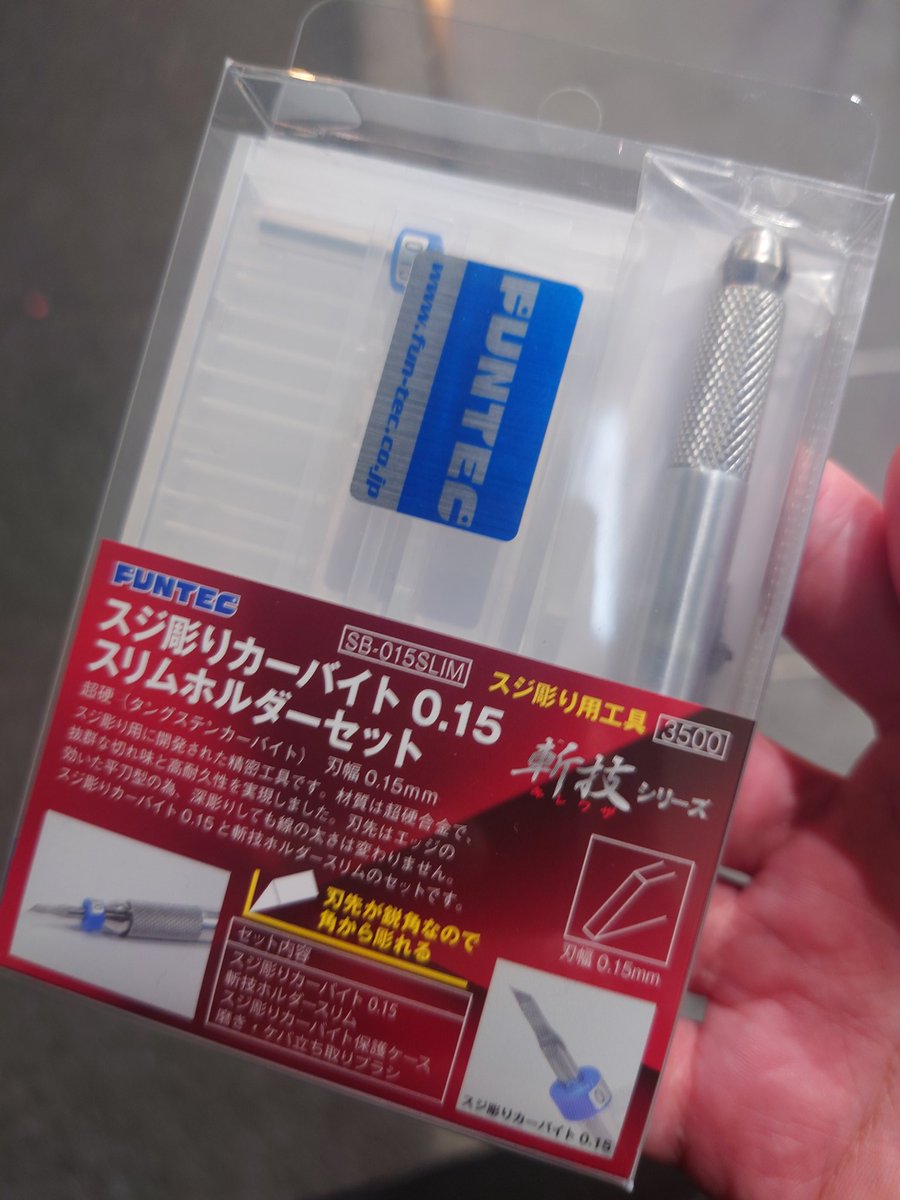 FUNTEC
www.fun-tec.co.jp
FUNTEC
スジ彫りカーバイト 0.15
スリムホルダーセット
SB-015SLIM
スジ彫り用工具
3500
斬技シリーズ
キレワザ
超硬（タングステンカーバイト） 刃幅 0.15mm
スジ彫り用に開発された精密工具です。材質は超硬合金で、
抜群な切れ味と高耐久性を実現しました。刃先はエッジの
効いた平刀型の為、深彫りしても線の太さは変わりません。
スジ彫りカーバイト 0.15 と斬技ホルダースリムのセットです。
刃先が鋭角なので
角から彫れる
刃幅 0.15mm
セット内容
スジ彫りカーバイト 0.15
斬技ホルダースリム
スジ彫りカーバイト保護ケース
磨き・ケバ立ち取りブラシ
スジ彫りカーバイト 0.15